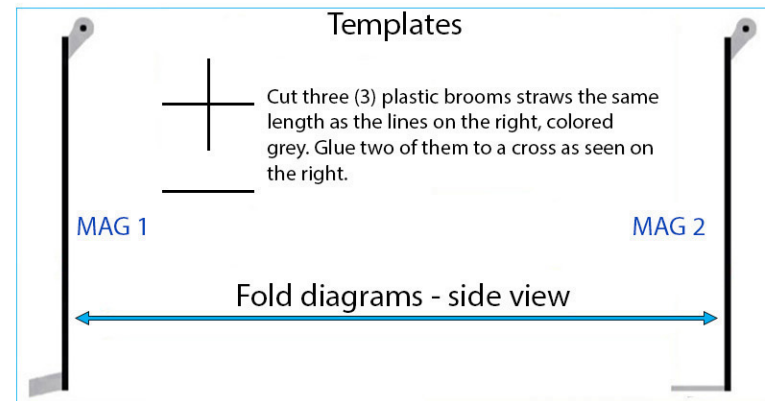 Templates
Cut three (3) plastic brooms straws the same
length as the lines on the right, colored
grey. Glue two of them to a cross as seen on
the right.
MAG 1
MAG 2
Fold diagrams - side view